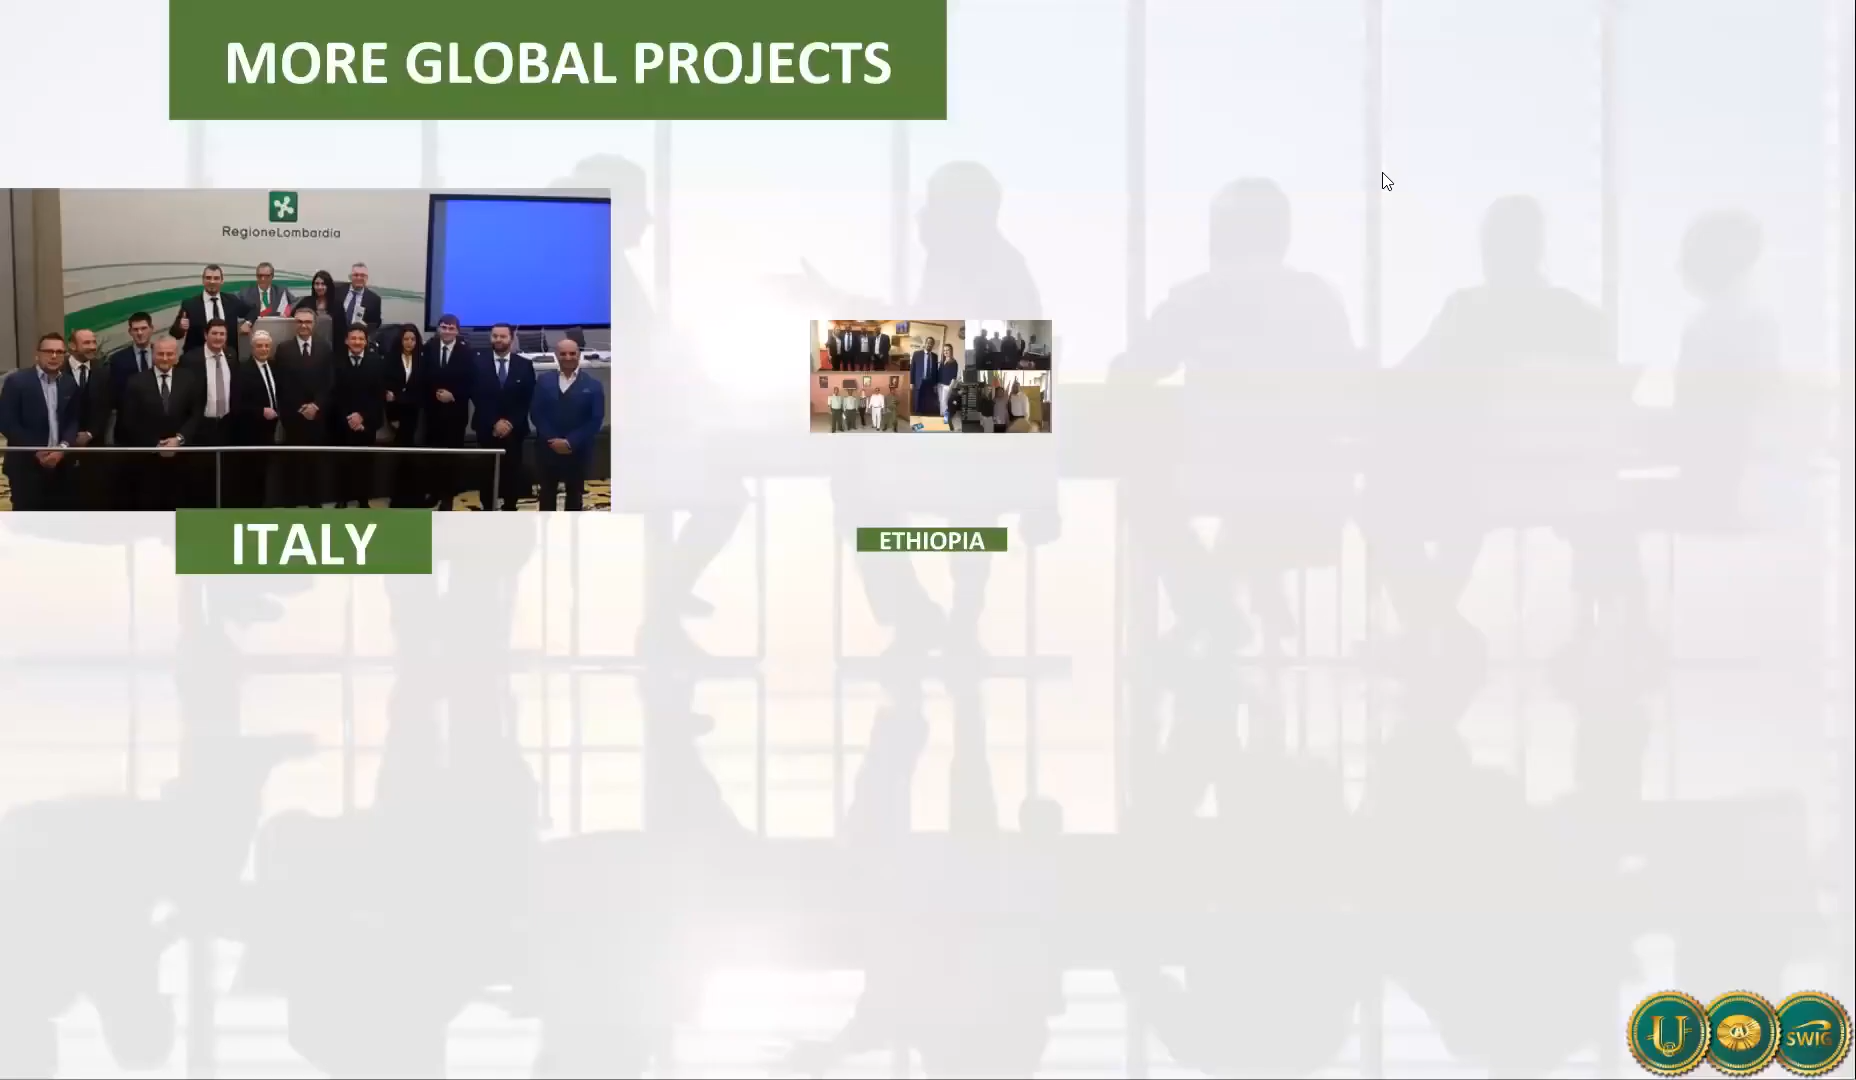 MORE GLOBAL PROJECTS
RegioneLombardia
ITALY
ETHIOPIA
U
SWIG